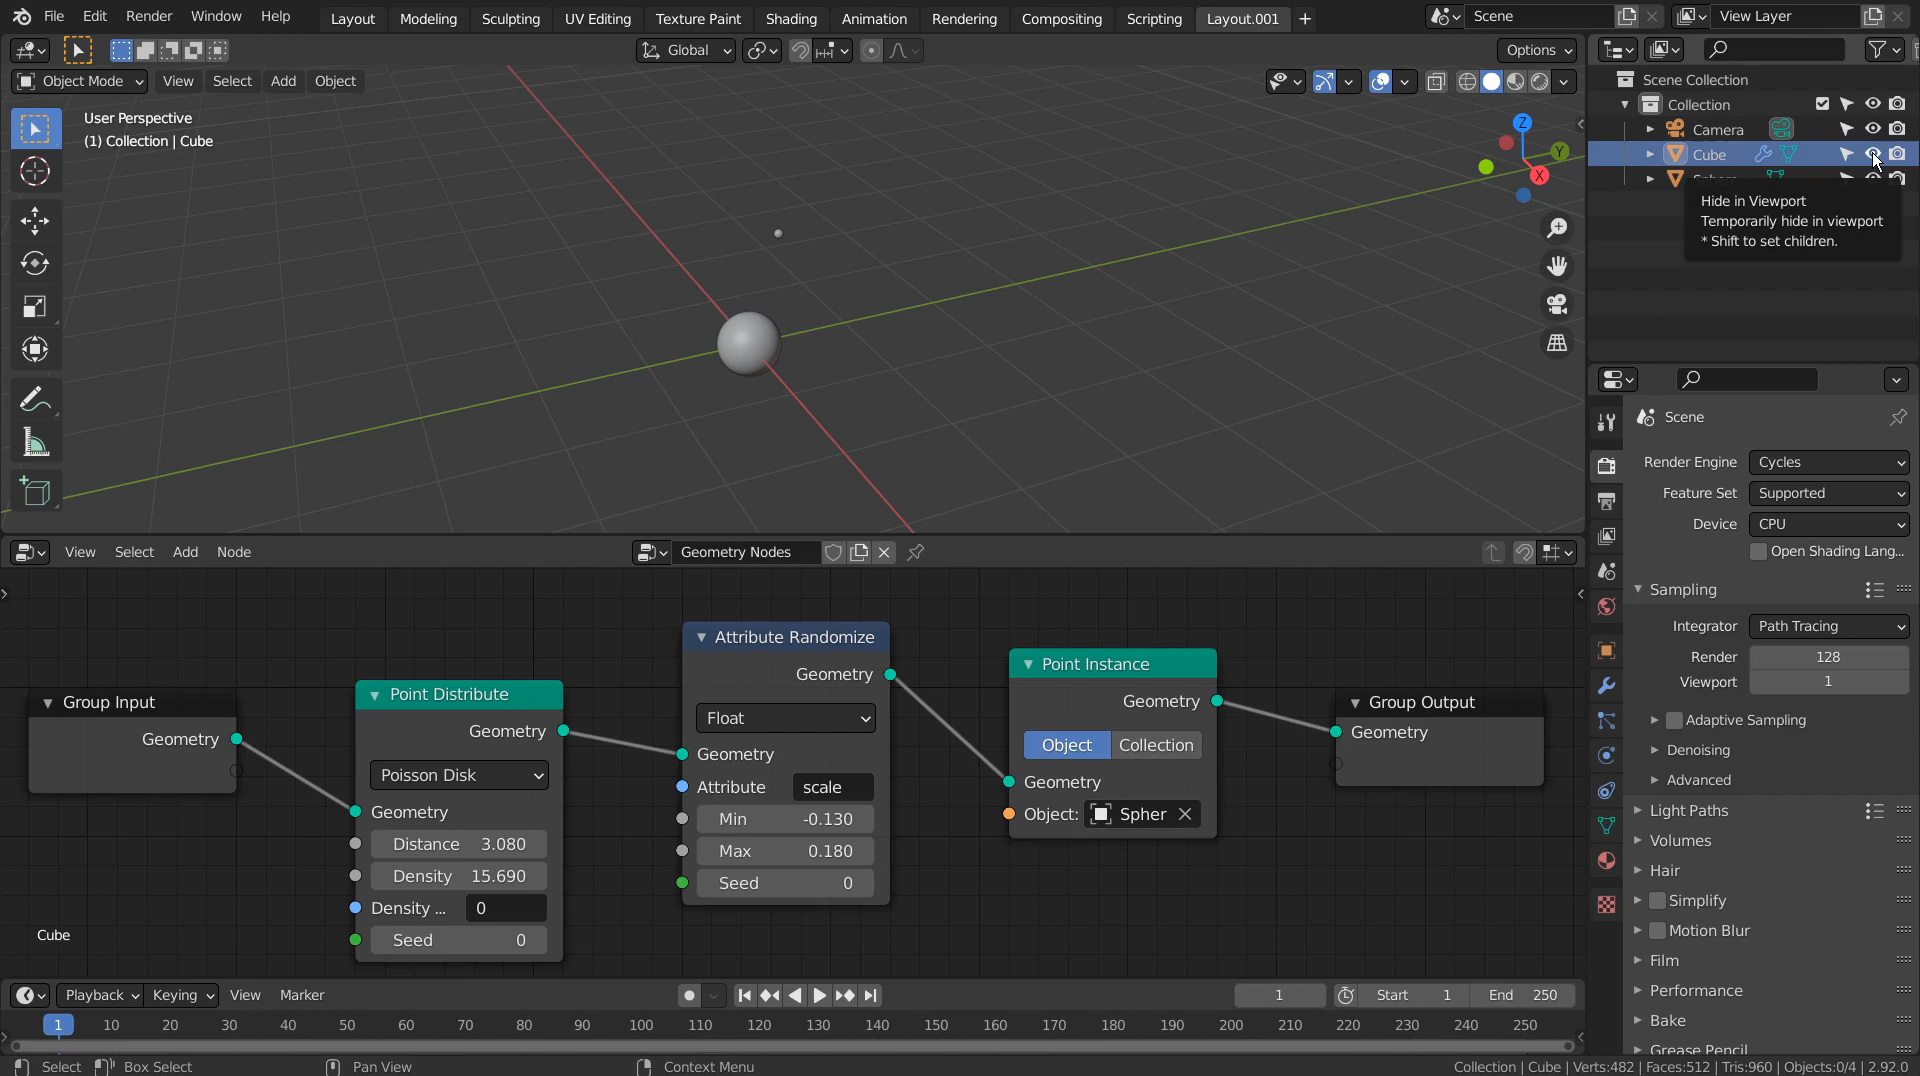 File Edit Render Window Help Layout Modeling Sculpting UV Editing Texture Paint Shading Animation Rendering Compositing Scripting Layout.001 + Scene View Layer
Global Options
Object Mode View Select Add Object
User Perspective
(1) Collection | Cube
Z
Y
X
Scene Collection
Collection
Camera
Cube
Hide in Viewport
Temporarily hide in viewport
* Shift to set children.
Scene
Render Engine Cycles
Feature Set Supported
Device CPU
Open Shading Lang...
Sampling
Integrator Path Tracing
Render 128
Viewport 1
Adaptive Sampling
Denoising
Advanced
Light Paths
Volumes
Hair
Simplify
Motion Blur
Film
Performance
Bake
Grease Pencil
View Select Add Node Geometry Nodes
Group Input
Geometry
Point Distribute
Geometry
Poisson Disk
Geometry
Distance 3.080
Density 15.690
Density ... 0
Seed 0
Attribute Randomize
Geometry
Float
Geometry
Attribute scale
Min -0.130
Max 0.180
Seed 0
Point Instance
Geometry
Object Collection
Geometry
Object: Spher
Group Output
Geometry
Cube
Playback Keying View Marker 1 Start 1 End 250
1 10 20 30 40 50 60 70 80 90 100 110 120 130 140 150 160 170 180 190 200 210 220 230 240 250
Select Box Select Pan View Context Menu Collection | Cube | Verts:482 | Faces:512 | Tris:960 | Objects:0/4 | 2.92.0